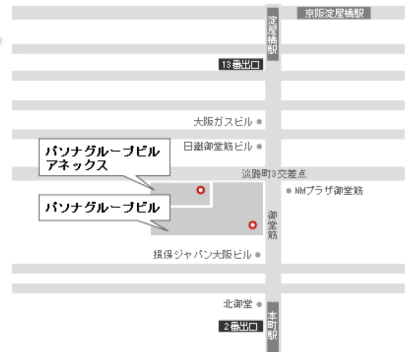 京阪淀屋橋駅
淀屋橋駅
13番出口
大阪ガスビル
日鐵御堂筋ビル
パソナグループビル
アネックス
淡路町3交差点
NMプラザ御堂筋
パソナグループビル
御堂筋
損保ジャパン大阪ビル
北御堂
本町駅
2番出口